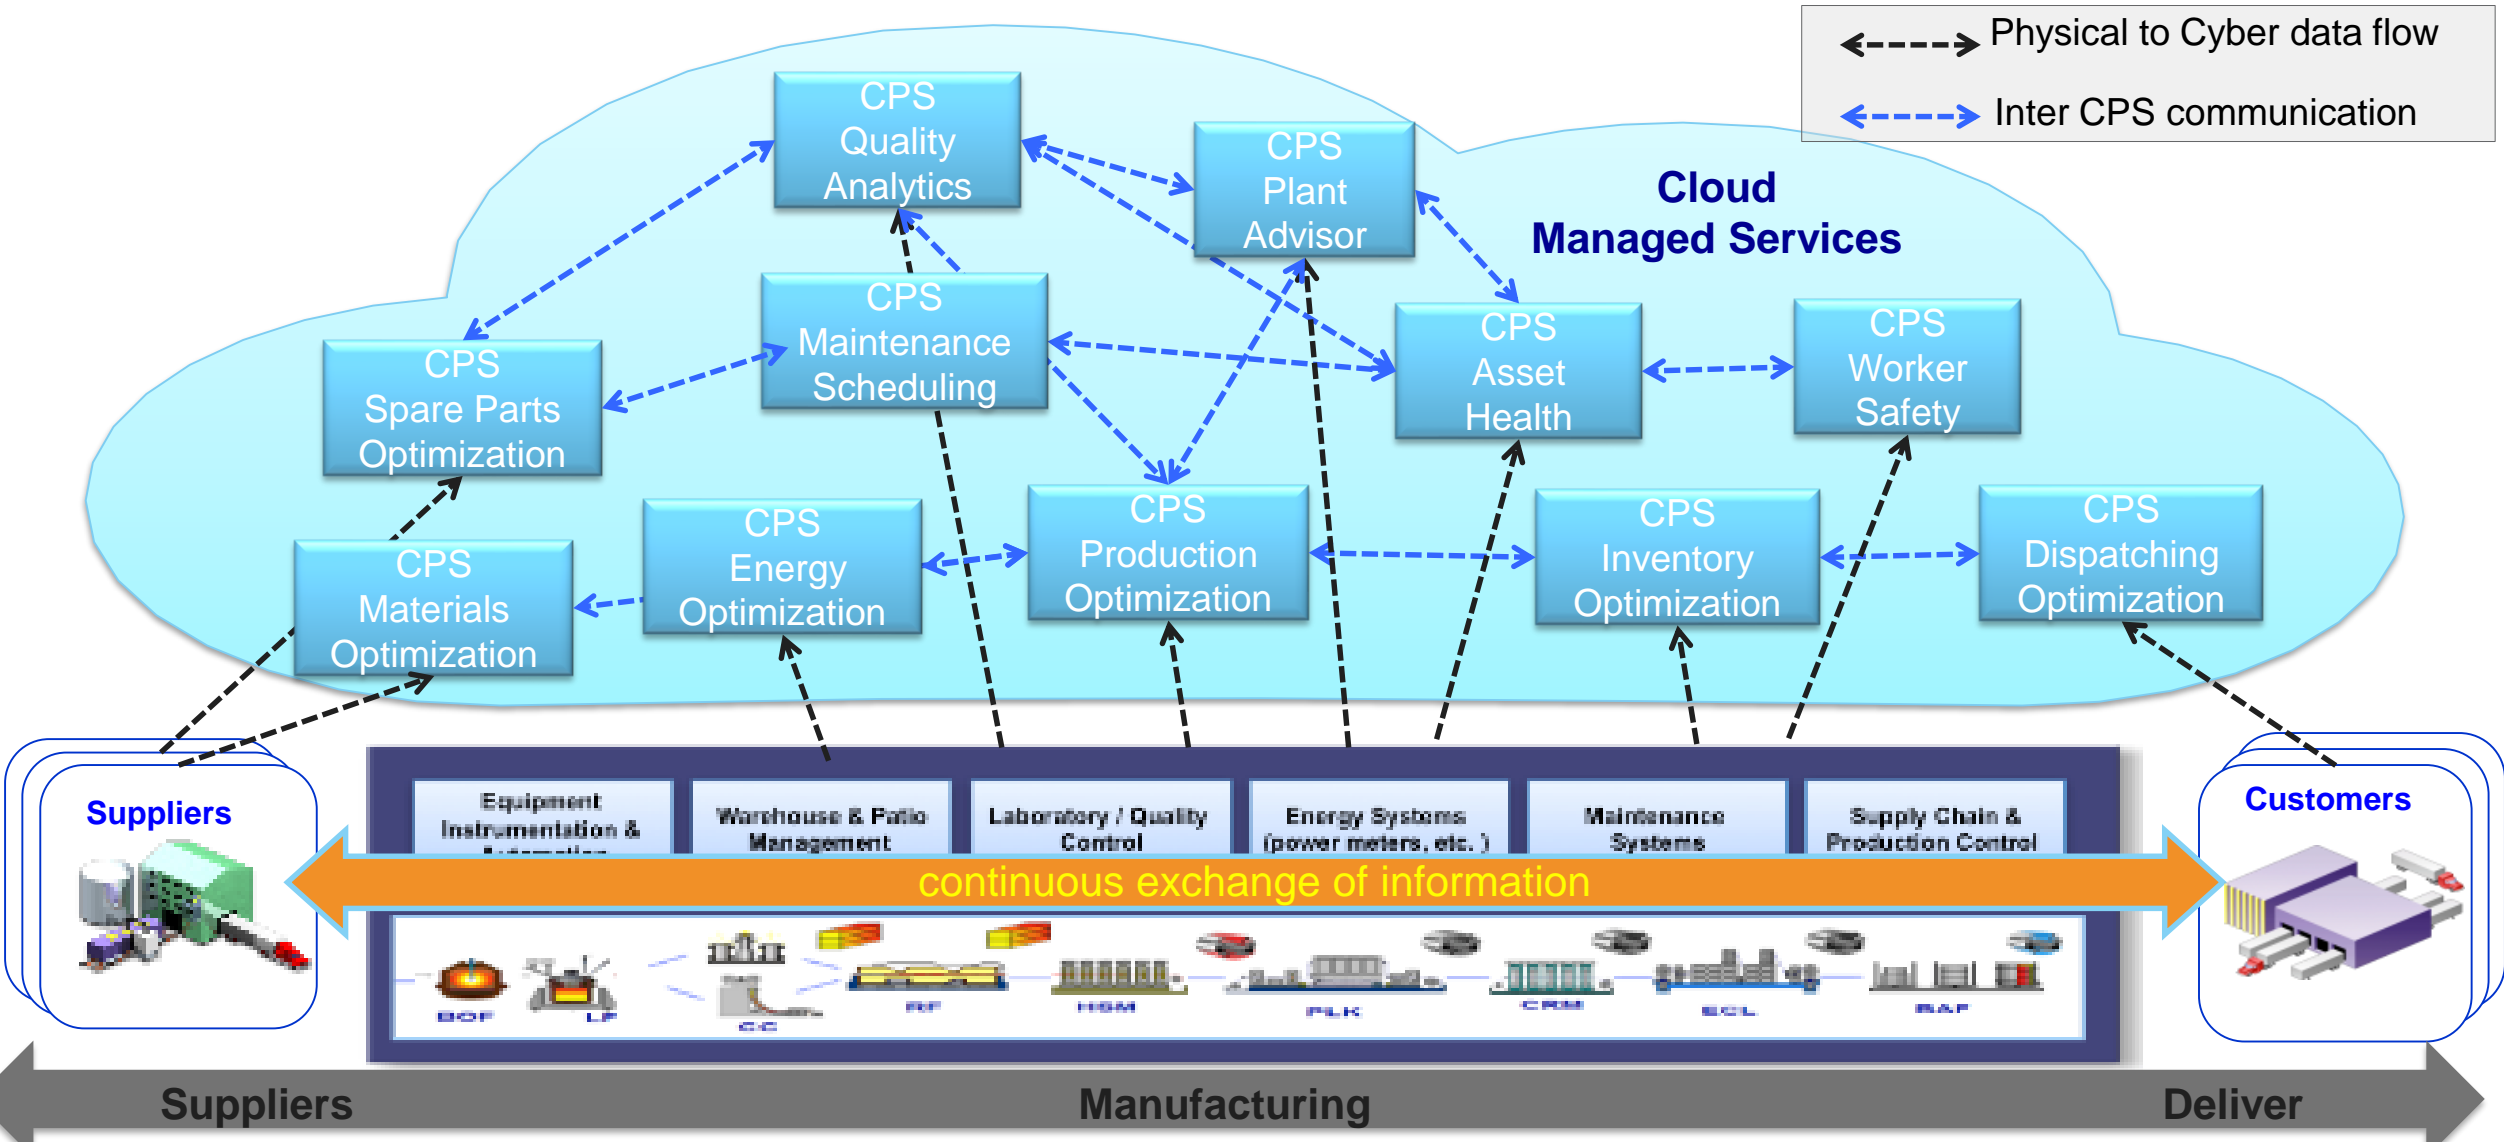 Physical to Cyber data flow
Inter CPS communication
Cloud
Managed Services
CPS
Quality
Analytics
CPS
Plant
Advisor
CPS
Maintenance
Scheduling
CPS
Asset
Health
CPS
Worker
Safety
CPS
Spare Parts
Optimization
CPS
Materials
Optimization
CPS
Energy
Optimization
CPS
Production
Optimization
CPS
Inventory
Optimization
CPS
Dispatching
Optimization
Suppliers
Equipment
Instrumentation &
Automation
Warehouse & Patio
Management
Laboratory / Quality
Control
Energy Systems
(power meters, etc. )
Maintenance
Systems
Supply Chain &
Production Control
Customers
continuous exchange of information
BOF
LF
CC
RF
HSM
PLK
CRM
ECL
BAF
Suppliers
Manufacturing
Deliver